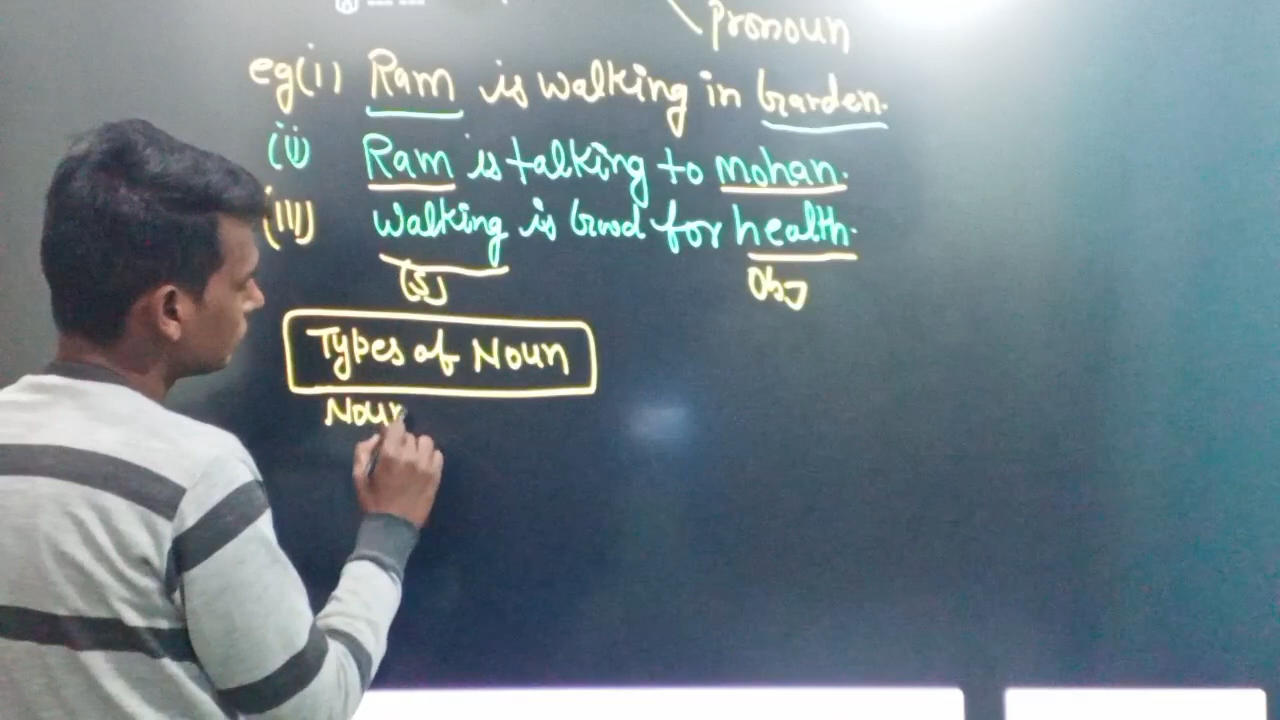 pronoun
eg(i) Ram is walking in Garden.
(ii) Ram is talking to mohan.
(iii) walking is Good for health.
(S) Obj
Types of Noun
Noun